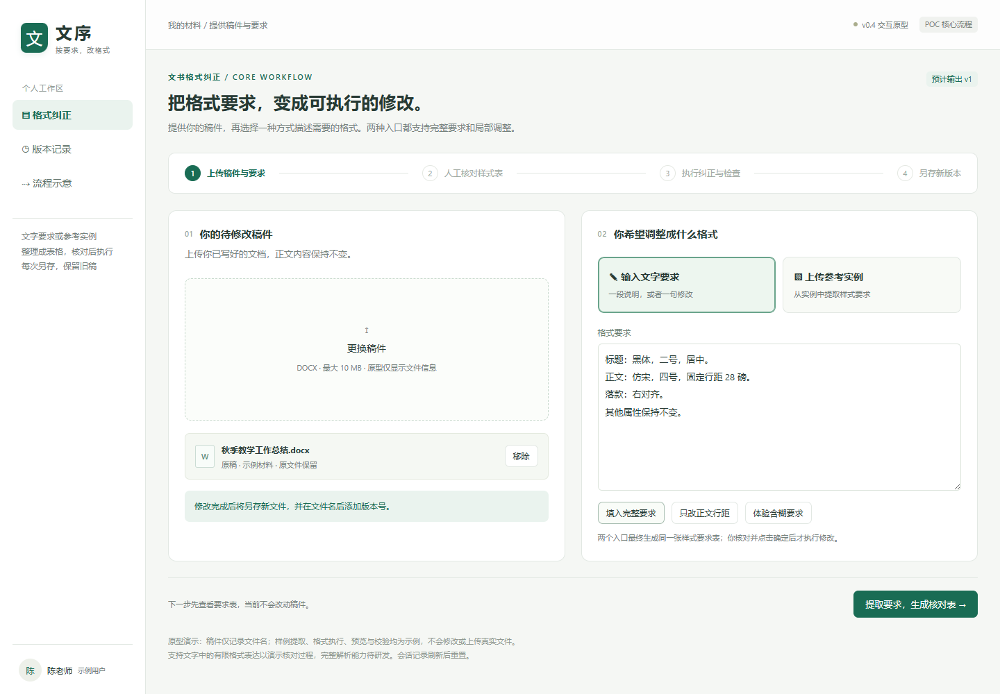 文
文序
按要求，改格式
个人工作区
格式纠正
版本记录
流程示意
文字要求或参考实例
整理成表格，核对后执行
每次另存，保留旧稿
陈
陈老师 示例用户
我的材料 / 提供稿件与要求
v0.4 交互原型
POC 核心流程
文书格式纠正 / CORE WORKFLOW
预计输出 v1
把格式要求，变成可执行的修改。
提供你的稿件，再选择一种方式描述需要的格式。两种入口都支持完整要求和局部调整。
1 上传稿件与要求
2 人工核对样式表
3 执行纠正与检查
4 另存新版本
01 你的待修改稿件
上传你已写好的文档，正文内容保持不变。
↥
更换稿件
DOCX · 最大 10 MB · 原型仅显示文件信息
W
秋季教学工作总结.docx
原稿 · 示例材料 · 原文件保留
移除
修改完成后将另存新文件，并在文件名后添加版本号。
02 你希望调整成什么格式
输入文字要求
一段说明，或者一句修改
上传参考实例
从实例中提取样式要求
格式要求
标题：黑体，二号，居中。
正文：仿宋，四号，固定行距 28 磅。
落款：右对齐。
其他属性保持不变。
填入完整要求
只改正文行距
体验含糊要求
两个入口最终生成同一张样式要求表；你核对并点击确定后才执行修改。
下一步先查看要求表，当前不会改动稿件。
提取要求，生成核对表 →
原型演示：稿件仅记录文件名；样例提取、格式执行、预览与校验均为示例，不会修改或上传真实文件。
支持文字中的有限格式表达以演示核对过程，完整解析能力待研发。会话记录刷新后重置。